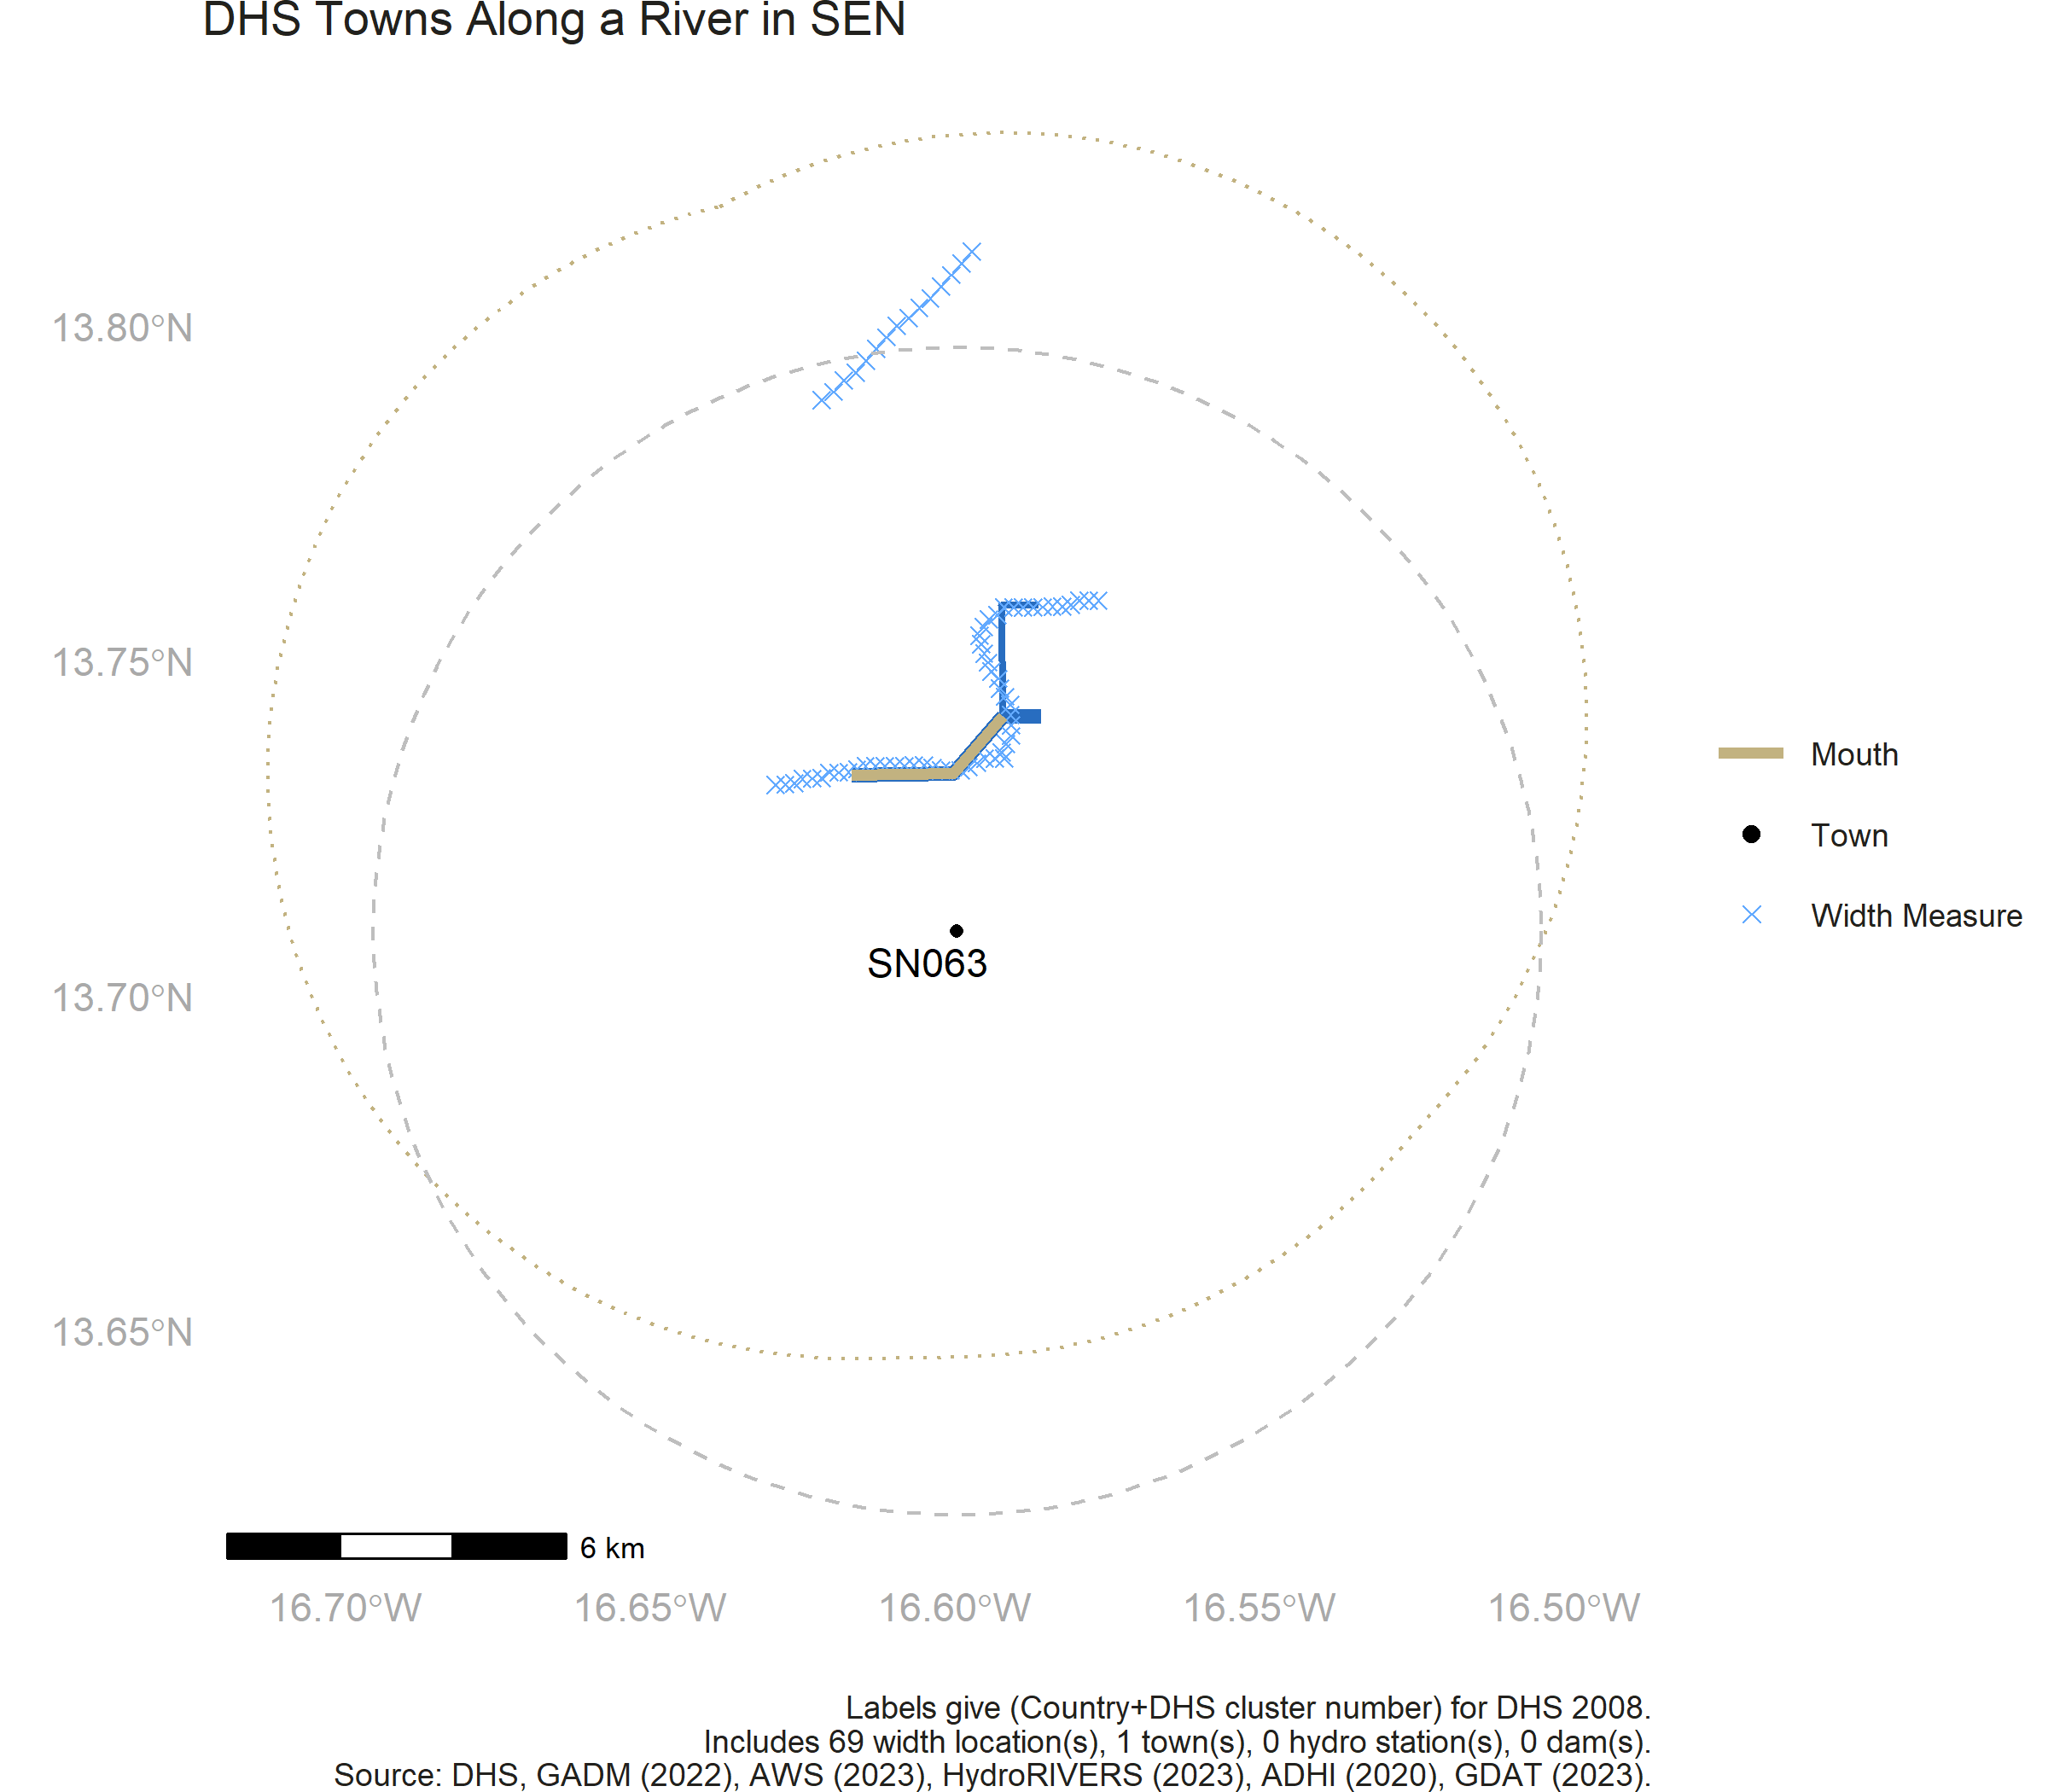 DHS Towns Along a River in SEN
13.80°N
13.75°N
13.70°N
13.65°N
Mouth
Town
Width Measure
SN063
6 km
16.70°W
16.65°W
16.60°W
16.55°W
16.50°W
Labels give (Country+DHS cluster number) for DHS 2008.
Includes 69 width location(s), 1 town(s), 0 hydro station(s), 0 dam(s).
Source: DHS, GADM (2022), AWS (2023), HydroRIVERS (2023), ADHI (2020), GDAT (2023).